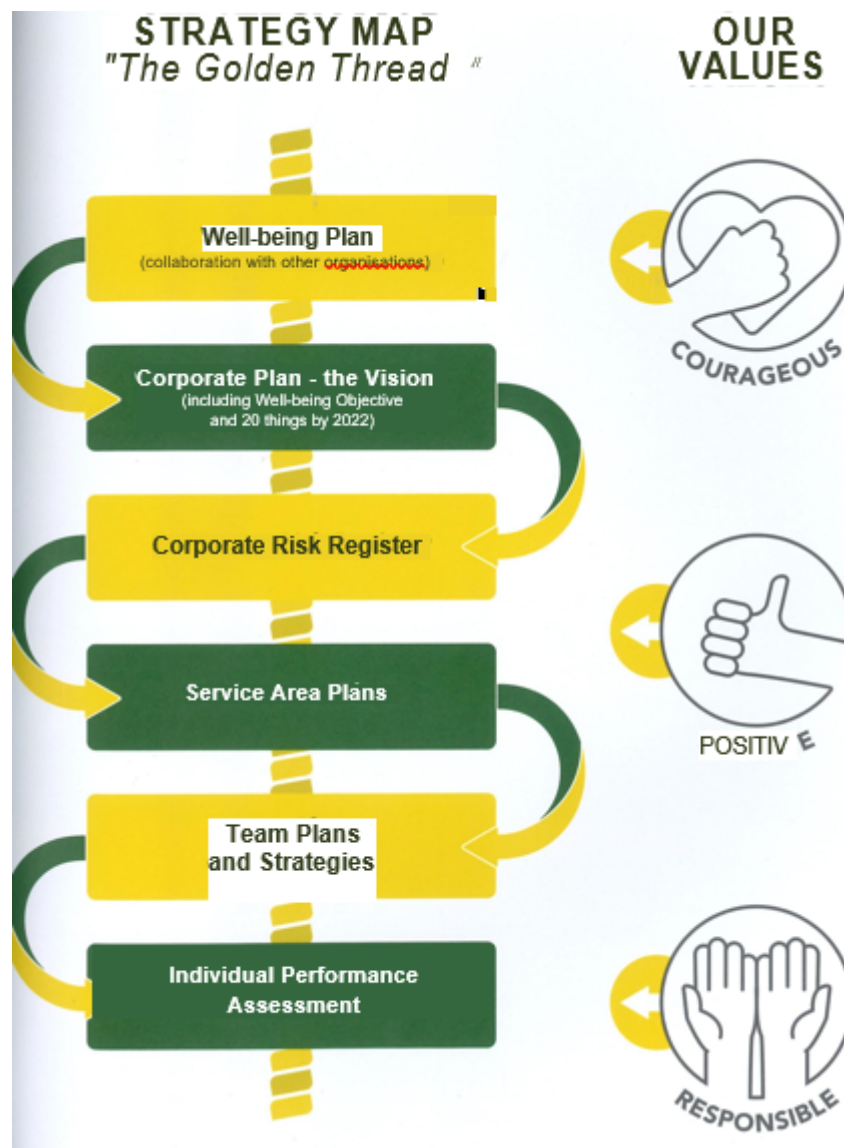 STRATEGY MAP
"The Golden Thread "
OUR
VALUES
Well-being Plan
(collaboration with other organisations)
COURAGEOUS
Corporate Plan - the Vision
(including Well-being Objective
and 20 things by 2022)
Corporate Risk Register
Service Area Plans
POSITIV E
Team Plans
and Strategies
Individual Performance
Assessment
RESPONSIBLE